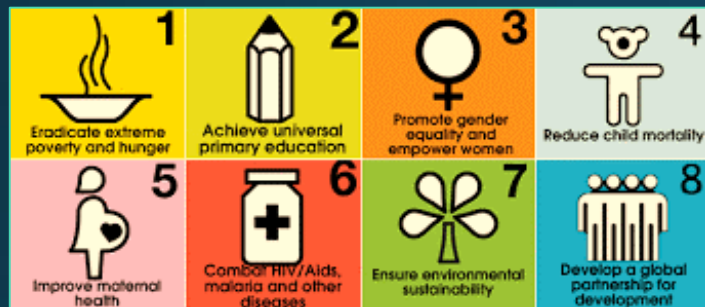 1
Eradicate extreme
poverty and hunger
2
Achieve universal
primary education
3
Promote gender
equality and
empower women
4
Reduce child mortality
5
Improve maternal
health
6
Combat HIV/Aids,
malaria and other
diseases
7
Ensure environmental
sustainability
8
Develop a global
partnership for
development